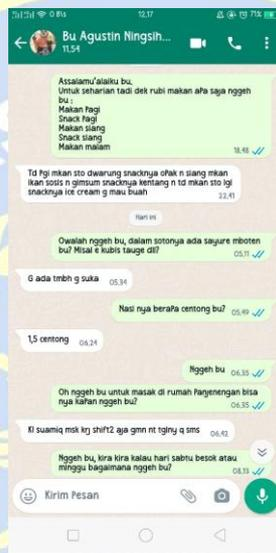 12.17
71%
Bu Agustin Ningsih...
11.54
Assalamu'alaiku bu,
Untuk seharian tadi dek rubi makan apa saja nggeh
bu :
Makan Pagi
Snack Pagi
Makan siang
Snack siang
Makan malam
18.48
Td Pgi mkan sto dwarung snacknya oPak n siang mkan
ikan sosis n gimsum snacknya kentang n td mkan sto lgi
snacknya ice cream g mau buah
22.41
Hari ini
Owalah nggeh bu, dalam sotonya ada sayure mboten
bu? Misal e kubis tauge dll?
05.11
G ada tmbh g suka
05.34
Nasi nya beraPa centong bu?
05.49
1,5 centong
06.24
Nggeh bu
06.35
Oh nggeh bu untuk masak di rumah Panjenengan bisa
nya kaPan nggeh bu?
06.35
Kl suamiq msk krj shift2 aja gmn nt tglny q sms
06.42
Nggeh bu, kira kira kalau hari sabtu besok atau
minggu bagaimana nggeh bu?
08.13
Kirim Pesan